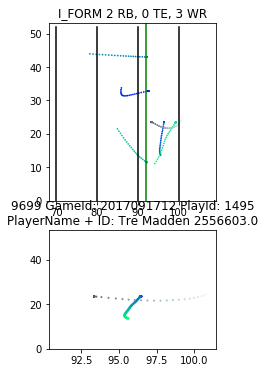 I_FORM 2 RB, 0 TE, 3 WR
50
40
30
20
10
0
70 80 90 100
9699 GameId: 2017091712 PlayId: 1495
PlayerName + ID: Tre Madden 2556603.0
40
20
0
92.5 95.0 97.5 100.0